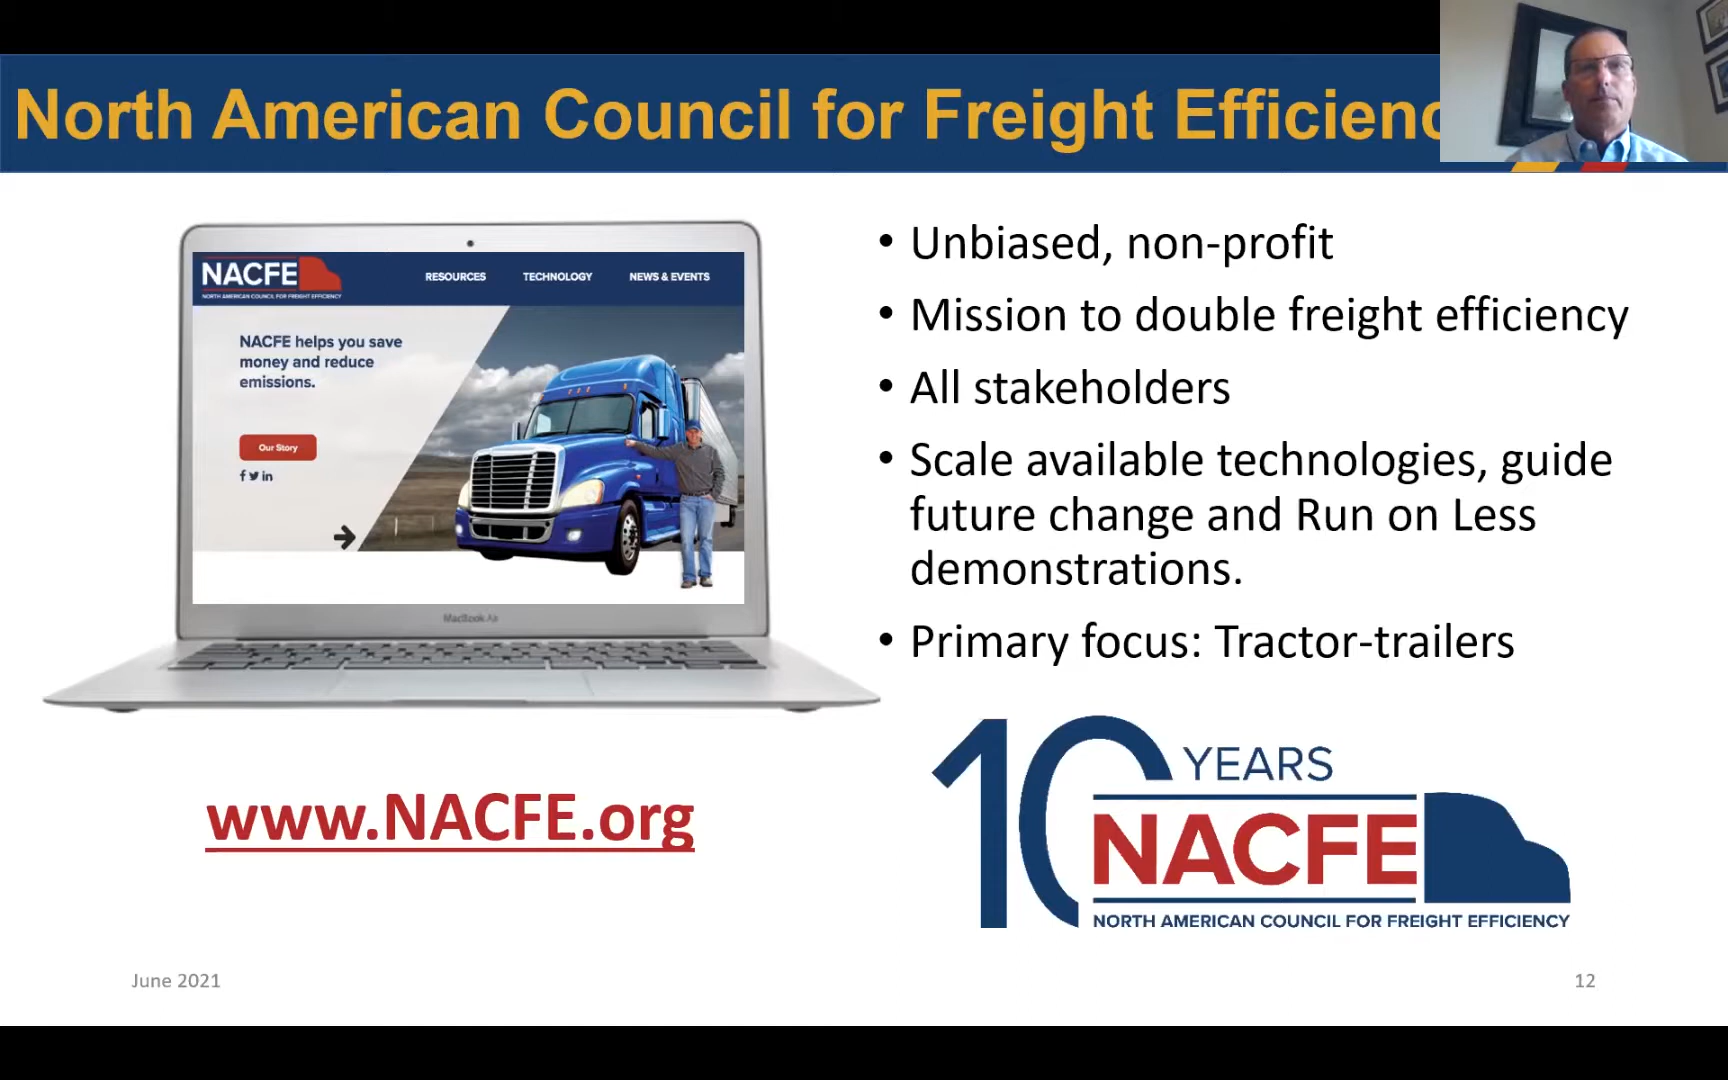 North American Council for Freight Efficienc
NACFE
NORTH AMERICAN COUNCIL FOR FREIGHT EFFICIENCY
RESOURCES TECHNOLOGY NEWS & EVENTS
NACFE helps you save
money and reduce
emissions.
Our Story
MacBook Air
www.NACFE.org
• Unbiased, non-profit
• Mission to double freight efficiency
• All stakeholders
• Scale available technologies, guide
future change and Run on Less
demonstrations.
• Primary focus: Tractor-trailers
10 YEARS
NACFE
NORTH AMERICAN COUNCIL FOR FREIGHT EFFICIENCY
June 2021
12